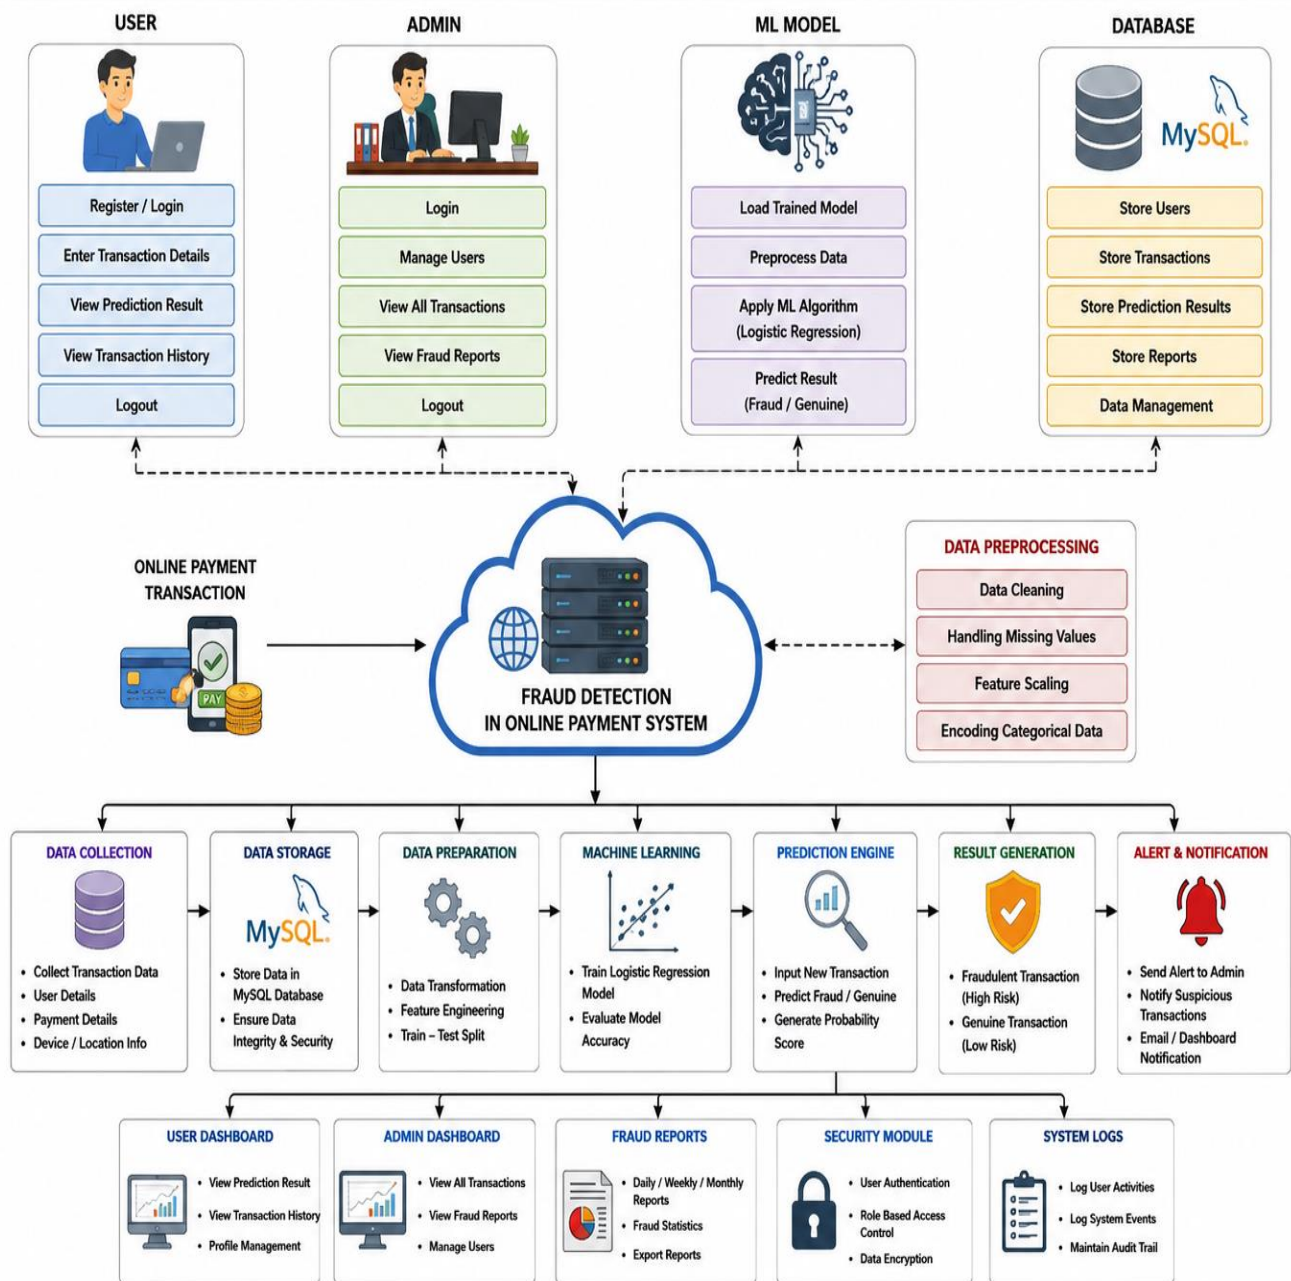 USER
ADMIN
ML MODEL
DATABASE
MySQL.
Register / Login
Enter Transaction Details
View Prediction Result
View Transaction History
Logout
Login
Manage Users
View All Transactions
View Fraud Reports
Logout
Load Trained Model
Preprocess Data
Apply ML Algorithm
(Logistic Regression)
Predict Result
(Fraud / Genuine)
Store Users
Store Transactions
Store Prediction Results
Store Reports
Data Management
ONLINE PAYMENT
TRANSACTION
PAY
FRAUD DETECTION
IN ONLINE PAYMENT SYSTEM
DATA PREPROCESSING
Data Cleaning
Handling Missing Values
Feature Scaling
Encoding Categorical Data
DATA COLLECTION
• Collect Transaction Data
• User Details
• Payment Details
• Device / Location Info
DATA STORAGE
MySQL.
• Store Data in
MySQL Database
• Ensure Data
Integrity & Security
DATA PREPARATION
• Data Transformation
• Feature Engineering
• Train – Test Split
MACHINE LEARNING
• Train Logistic Regression
Model
• Evaluate Model
Accuracy
PREDICTION ENGINE
• Input New Transaction
• Predict Fraud / Genuine
• Generate Probability
Score
RESULT GENERATION
• Fraudulent Transaction
(High Risk)
• Genuine Transaction
(Low Risk)
ALERT & NOTIFICATION
• Send Alert to Admin
• Notify Suspicious
Transactions
• Email / Dashboard
Notification
USER DASHBOARD
• View Prediction Result
• View Transaction History
• Profile Management
ADMIN DASHBOARD
• View All Transactions
• View Fraud Reports
• Manage Users
FRAUD REPORTS
• Daily / Weekly / Monthly
Reports
• Fraud Statistics
• Export Reports
SECURITY MODULE
• User Authentication
• Role Based Access
Control
• Data Encryption
SYSTEM LOGS
• Log User Activities
• Log System Events
• Maintain Audit Trail